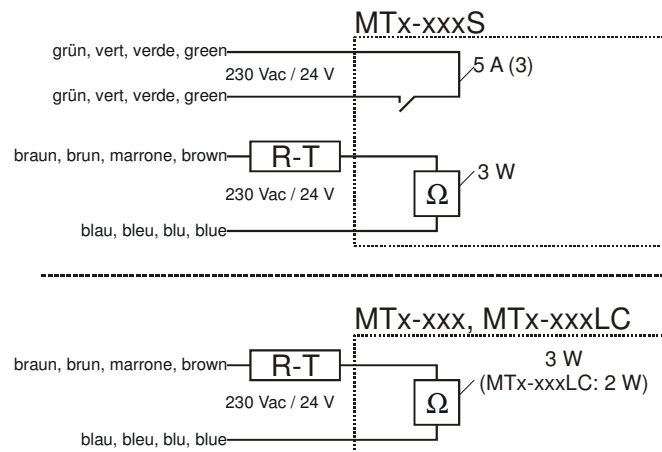 MTx-xxxS
grün, vert, verde, green
230 Vac / 24 V
5 A (3)
grün, vert, verde, green
braun, brun, marrone, brown
R-T
230 Vac / 24 V
3 W
Ω
blau, bleu, blu, blue
MTx-xxx, MTx-xxxLC
braun, brun, marrone, brown
R-T
3 W
(MTx-xxxLC: 2 W)
230 Vac / 24 V
Ω
blau, bleu, blu, blue